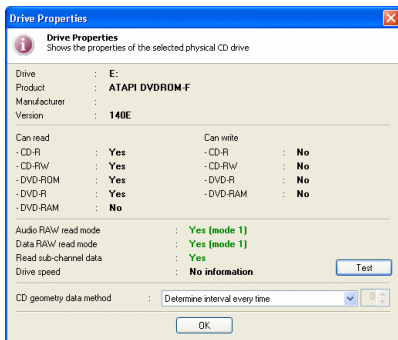 Drive Properties
Drive Properties
Shows the properties of the selected physical CD drive
Drive : E:
Product : ATAPI DVDROM-F
Manufacturer :
Version : 140E
Can read Can write
- CD-R : Yes - CD-R : No
- CD-RW : Yes - CD-RW : No
- DVD-ROM : Yes - DVD-R : No
- DVD-R : Yes - DVD-RAM : No
- DVD-RAM : No
Audio RAW read mode : Yes (mode 1)
Data RAW read mode : Yes (mode 1)
Read sub-channel data : Yes
Drive speed : No information Test
CD geometry data method : Determine interval every time 0
OK